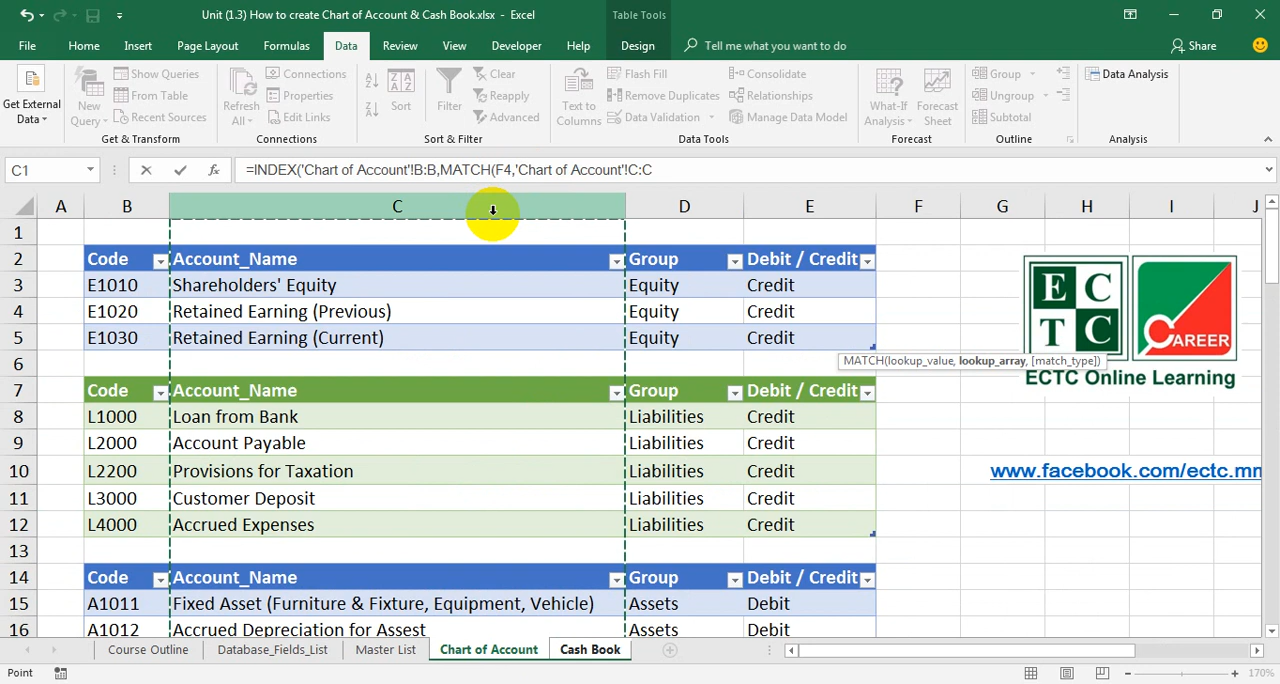 Unit (1.3) How to create Chart of Account & Cash Book.xlsx - Excel
Table Tools
File Home Insert Page Layout Formulas Data Review View Developer Help Design Tell me what you want to do Share
Get External Data
New Query
Show Queries
From Table
Recent Sources
Get & Transform
Refresh All
Connections
Properties
Edit Links
Connections
Sort
Filter
Clear
Reapply
Advanced
Sort & Filter
Text to Columns
Flash Fill
Remove Duplicates
Data Validation
Consolidate
Relationships
Manage Data Model
Data Tools
What-If Analysis
Forecast Sheet
Forecast
Group
Ungroup
Subtotal
Outline
Data Analysis
Analysis
C1 fx =INDEX('Chart of Account'!B:B,MATCH(F4,'Chart of Account'!C:C
A B C D E F G H I J
1
2 Code Account_Name Group Debit / Credit
3 E1010 Shareholders' Equity Equity Credit
4 E1020 Retained Earning (Previous) Equity Credit
5 E1030 Retained Earning (Current) Equity Credit
E C T C CAREER
ECTC Online Learning
MATCH(lookup_value, lookup_array, [match_type])
6
7 Code Account_Name Group Debit / Credit
8 L1000 Loan from Bank Liabilities Credit
9 L2000 Account Payable Liabilities Credit
10 L2200 Provisions for Taxation Liabilities Credit www.facebook.com/ectc.mm
11 L3000 Customer Deposit Liabilities Credit
12 L4000 Accrued Expenses Liabilities Credit
13
14 Code Account_Name Group Debit / Credit
15 A1011 Fixed Asset (Furniture & Fixture, Equipment, Vehicle) Assets Debit
16 A1012 Accrued Depreciation for Assest Assets Debit
Course Outline Database_Fields_List Master List Chart of Account Cash Book
Point 170%